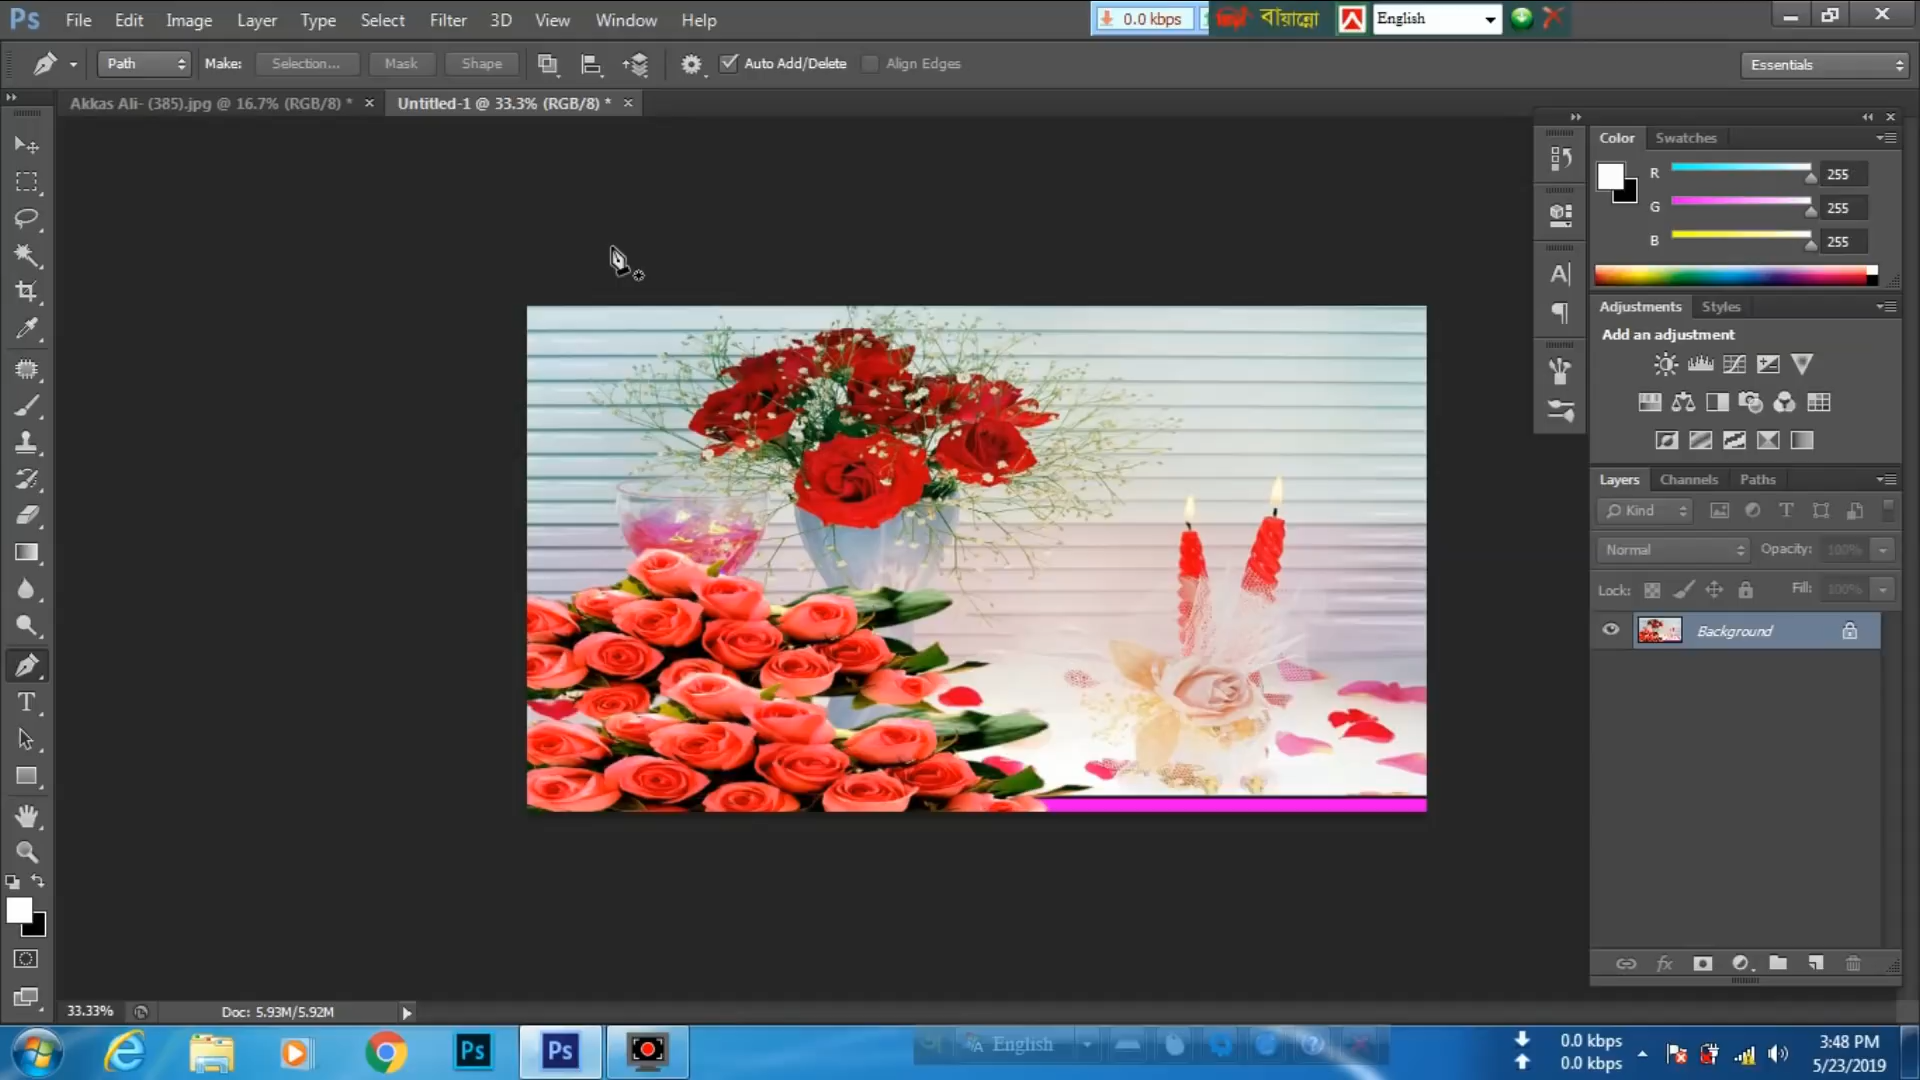 Ps File Edit Image Layer Type Select Filter 3D View Window Help
0.0 kbps
বায়ান্নো
English
Path Make: Selection... Mask Shape Auto Add/Delete Align Edges Essentials
Akkas Ali- (385).jpg @ 16.7% (RGB/8) * × Untitled-1 @ 33.3% (RGB/8) * ×
Color Swatches
R 255
G 255
B 255
Adjustments Styles
Add an adjustment
Layers Channels Paths
Kind
Normal Opacity: 100%
Lock: Fill: 100%
Background
fx
33.33% Doc: 5.93M/5.92M
Ps Ps English
0.0 kbps
0.0 kbps
3:48 PM
5/23/2019